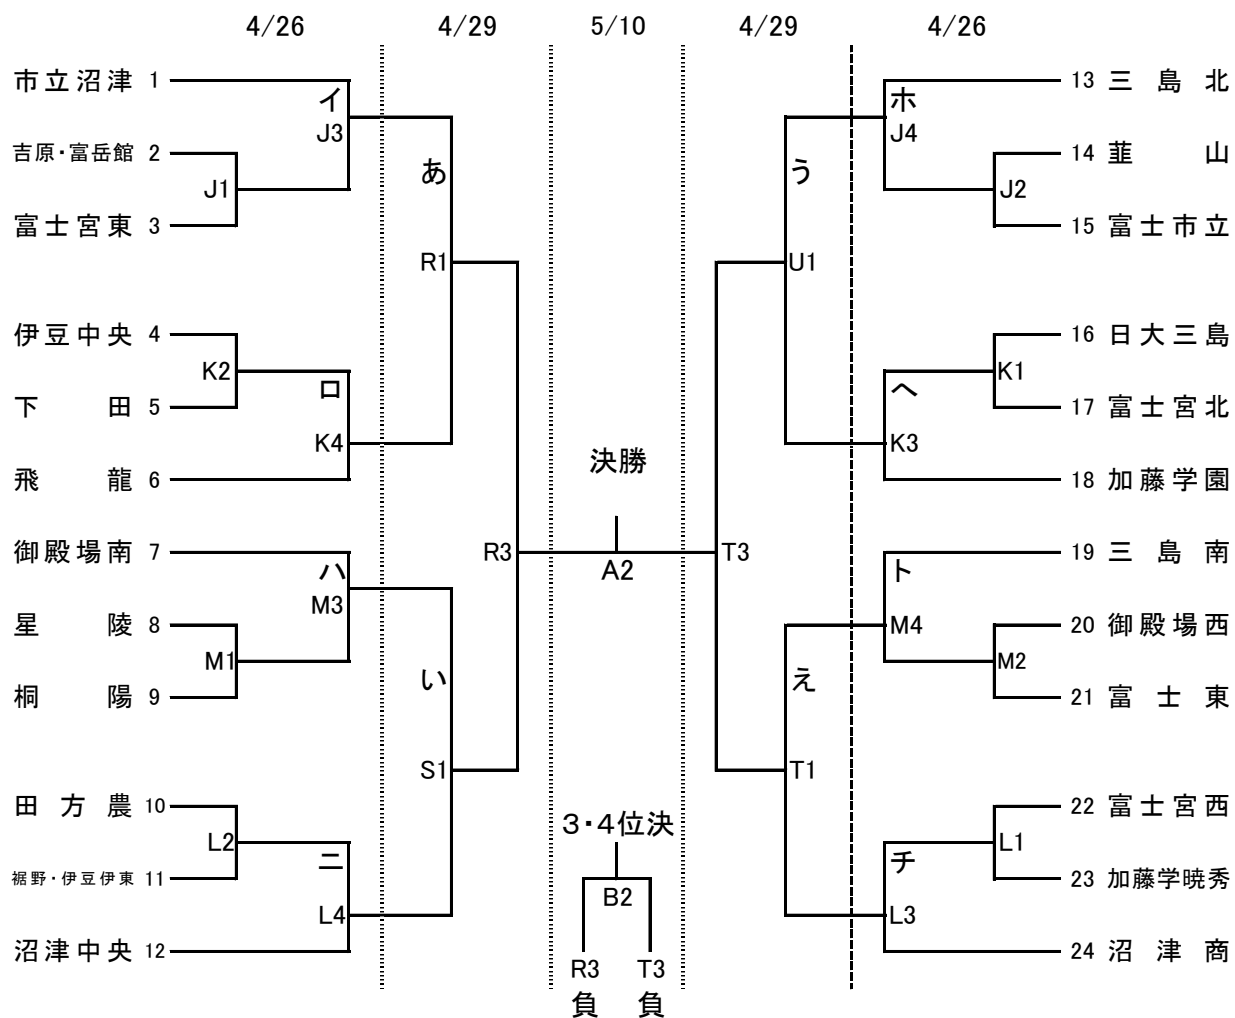 4/26 4/29 5/10 4/29 4/26
市立沼津 1
13 三島北
イ
ホ
J3
J4
吉原・富岳館 2
14 韮山
あ
う
J1
J2
富士宮東 3
15 富士市立
R1
U1
伊豆中央 4
16 日大三島
K2
K1
ロ
ヘ
下田 5
17 富士宮北
K4
K3
決勝
飛龍 6
18 加藤学園
御殿場南 7
19 三島南
R3
T3
A2
ハ
ト
M3
星陵 8
M4
20 御殿場西
M1
M2
い
え
桐陽 9
21 富士東
S1
T1
田方農 10
22 富士宮西
3・4位決
L2
L1
ニ
チ
裾野・伊豆伊東 11
23 加藤学暁秀
B2
L4
L3
沼津中央 12
24 沼津商
R3 T3
負 負